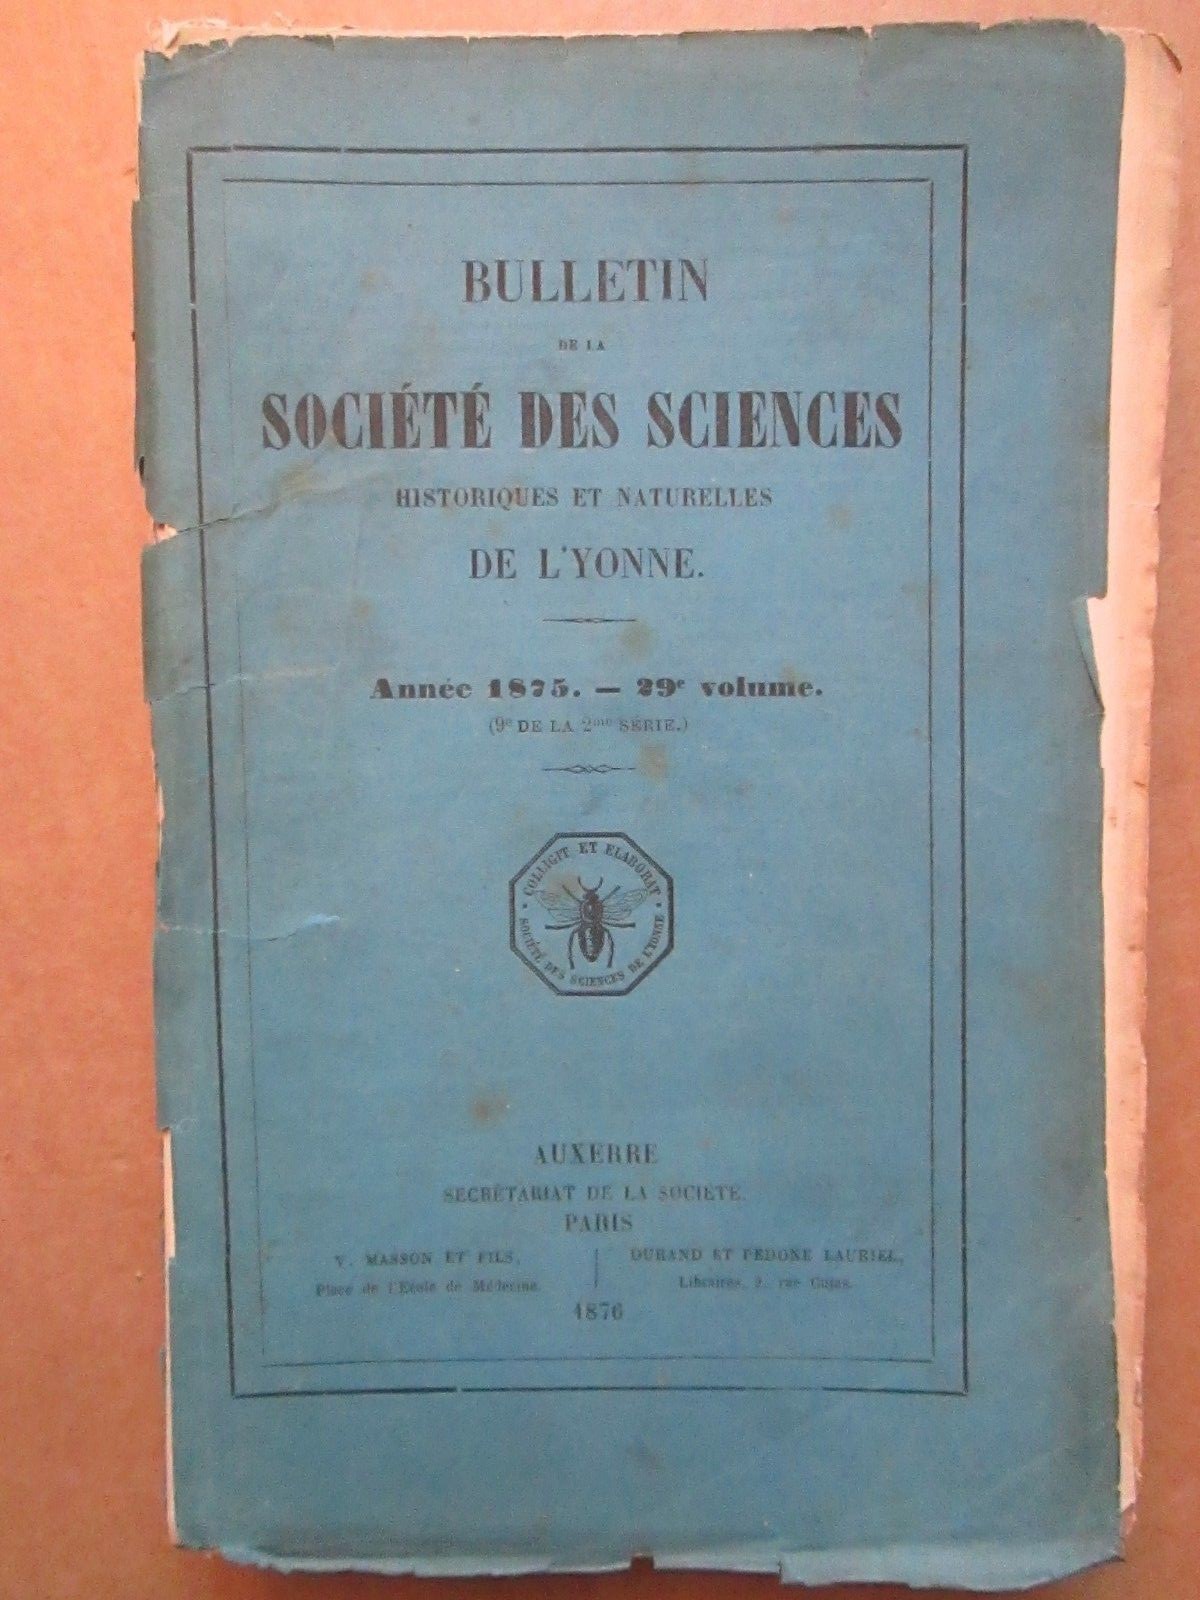 BULLETIN
DE LA
SOCIÉTÉ DES SCIENCES
HISTORIQUES ET NATURELLES
DE L'YONNE.
Année 1875. — 29e volume.
(9e DE LA 2me SÉRIE.)
COLLIGIT ET ELABORAT
SOCIÉTÉ DES SCIENCES DE L'YONNE
AUXERRE
SECRÉTARIAT DE LA SOCIÉTÉ.
PARIS
V. MASSON ET FILS,
Place de l'École de Médecine.
DURAND ET PEDONE LAURIEL,
Libraires, 9, rue Cujas.
1876